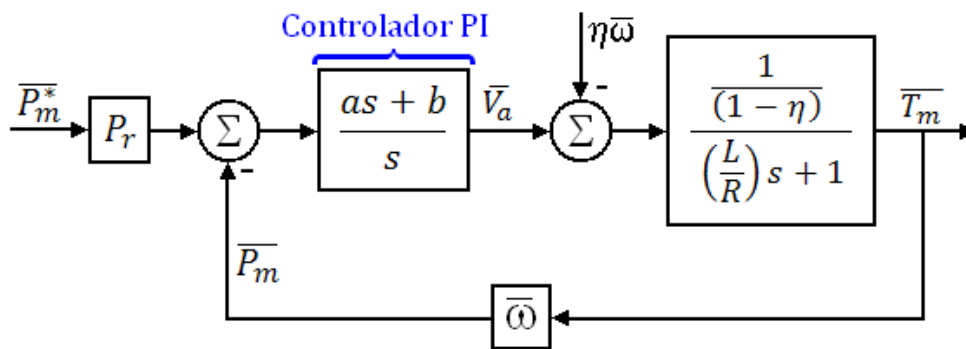 Controlador PI
ηω̅
P̅ₘ*
Pᵣ
Σ
-
as + b
s
V̅ₐ
-
Σ
1
(1 − η)
(L
R) s + 1
T̅ₘ
P̅ₘ
ω̅